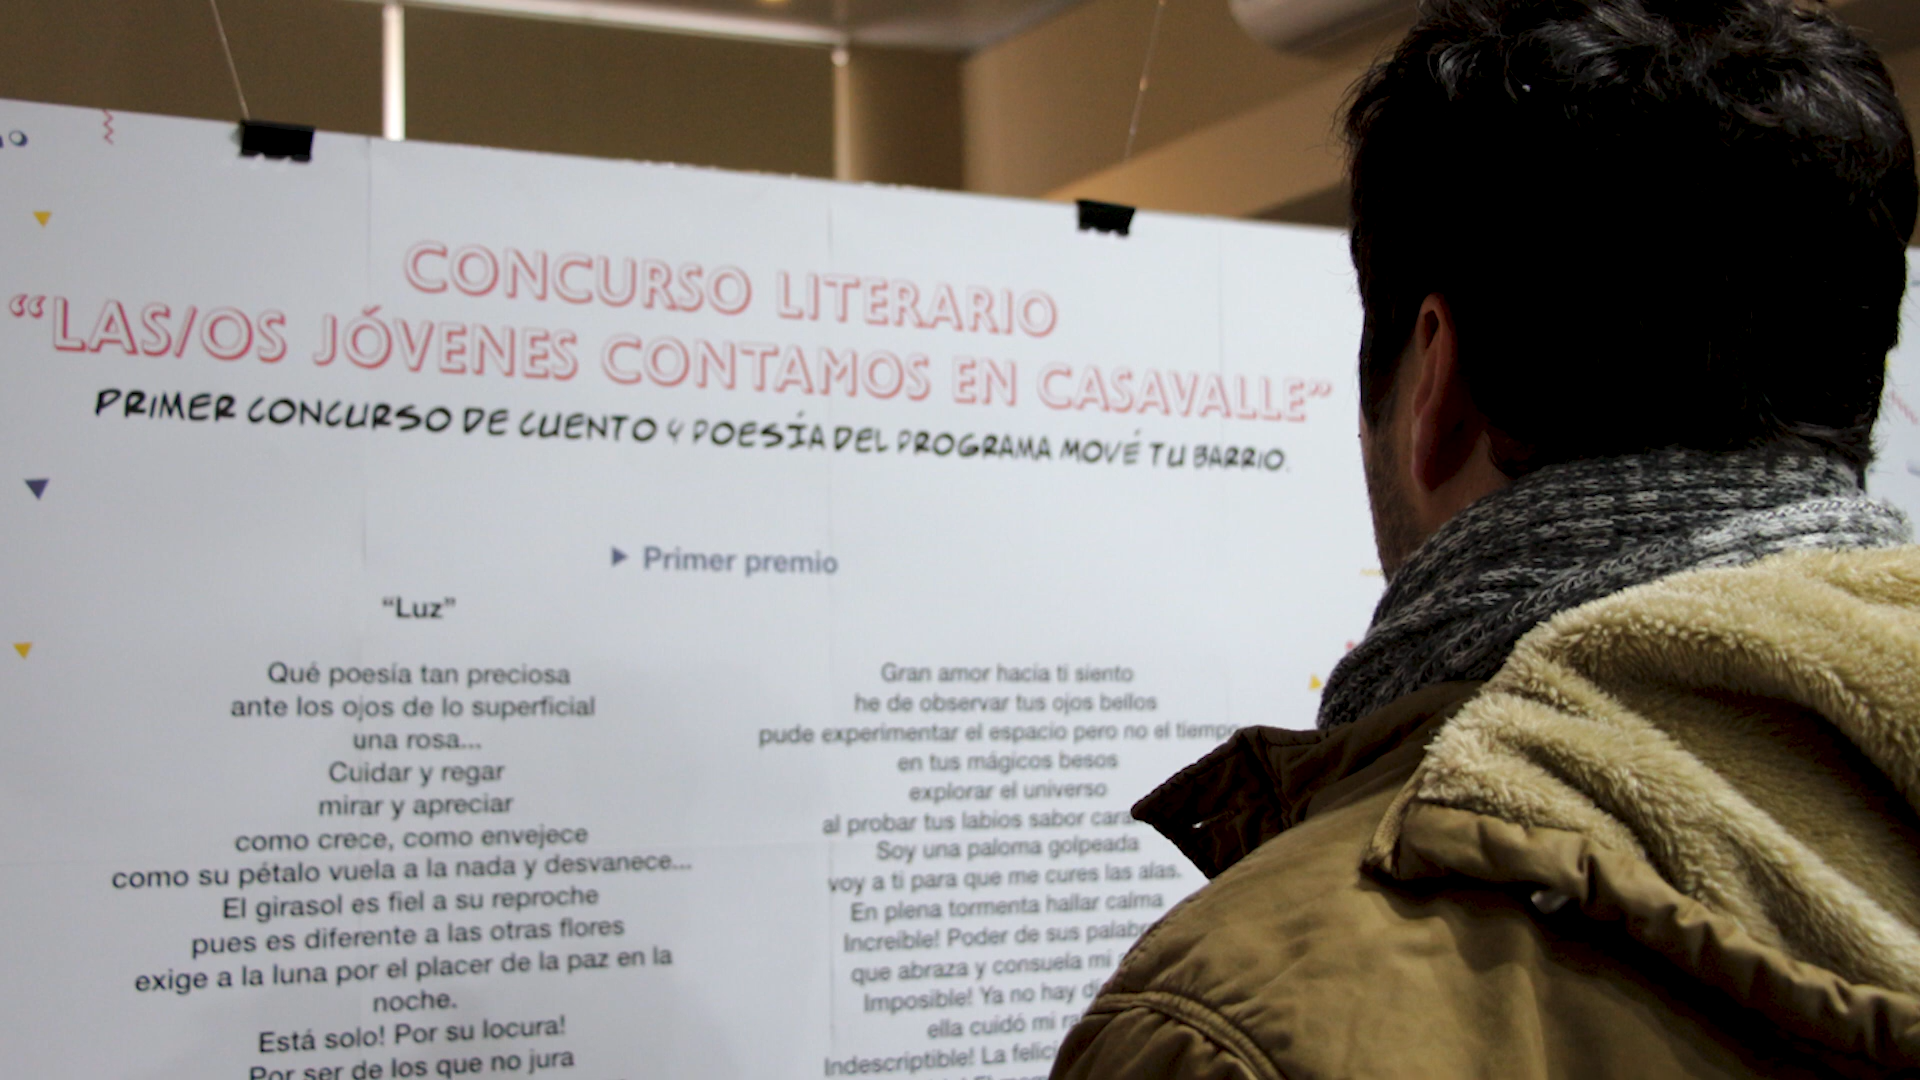 CONCURSO LITERARIO
“LAS/OS JÓVENES CONTAMOS EN CASAVALLE”
PRIMER CONCURSO DE CUENTO Y POESÍA DEL PROGRAMA MOVÉ TU BARRIO.
Primer premio
“Luz”
Qué poesía tan preciosa
ante los ojos de lo superficial
una rosa...
Cuidar y regar
mirar y apreciar
como crece, como envejece
como su pétalo vuela a la nada y desvanece...
El girasol es fiel a su reproche
pues es diferente a las otras flores
exige a la luna por el placer de la paz en la
noche.
Está solo! Por su locura!
Por ser de los que no jura
Gran amor hacia ti siento
he de observar tus ojos bellos
pude experimentar el espacio pero no el tiempo
en tus mágicos besos
explorar el universo
al probar tus labios sabor
Soy una paloma golpeada
voy a ti para que me cures las alas.
En plena tormenta hallar calma
Increíble! Poder de sus
que abraza y consuela mi
Imposible! Ya no hay
ella cuidó mi
Indescriptible! La